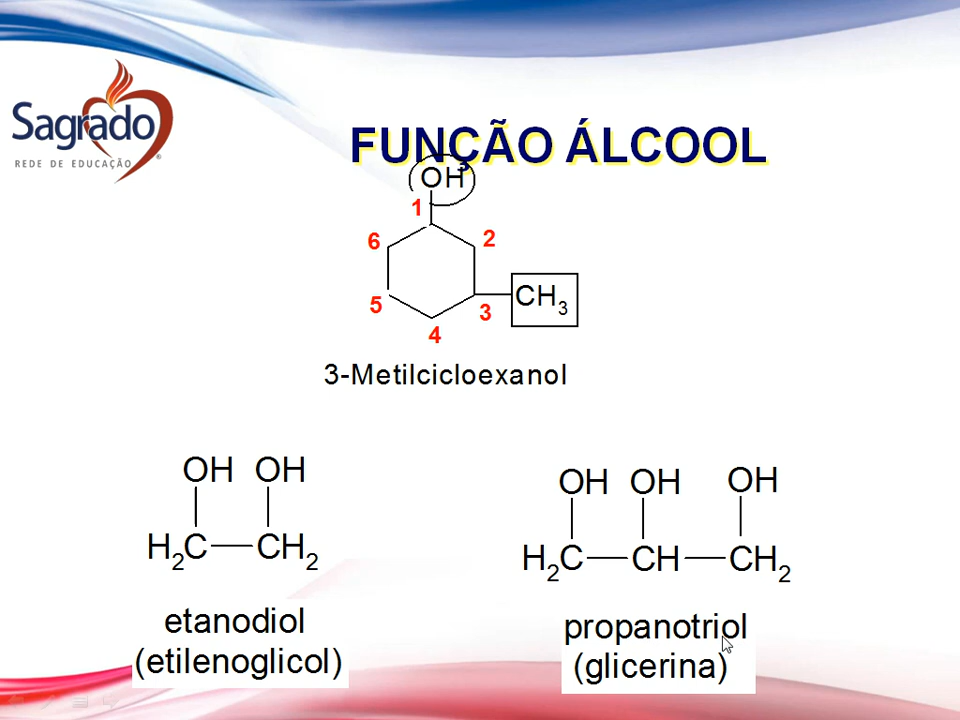 Sagrado
REDE DE EDUCAÇÃO®
FUNÇÃO ÁLCOOL
3
OH
1
6
2
5
CH3
3
4
3-Metilcicloexanol
OH OH
H2C CH2
etanodiol
(etilenoglicol)
OH OH OH
H2C CH CH2
propanotriol
(glicerina)